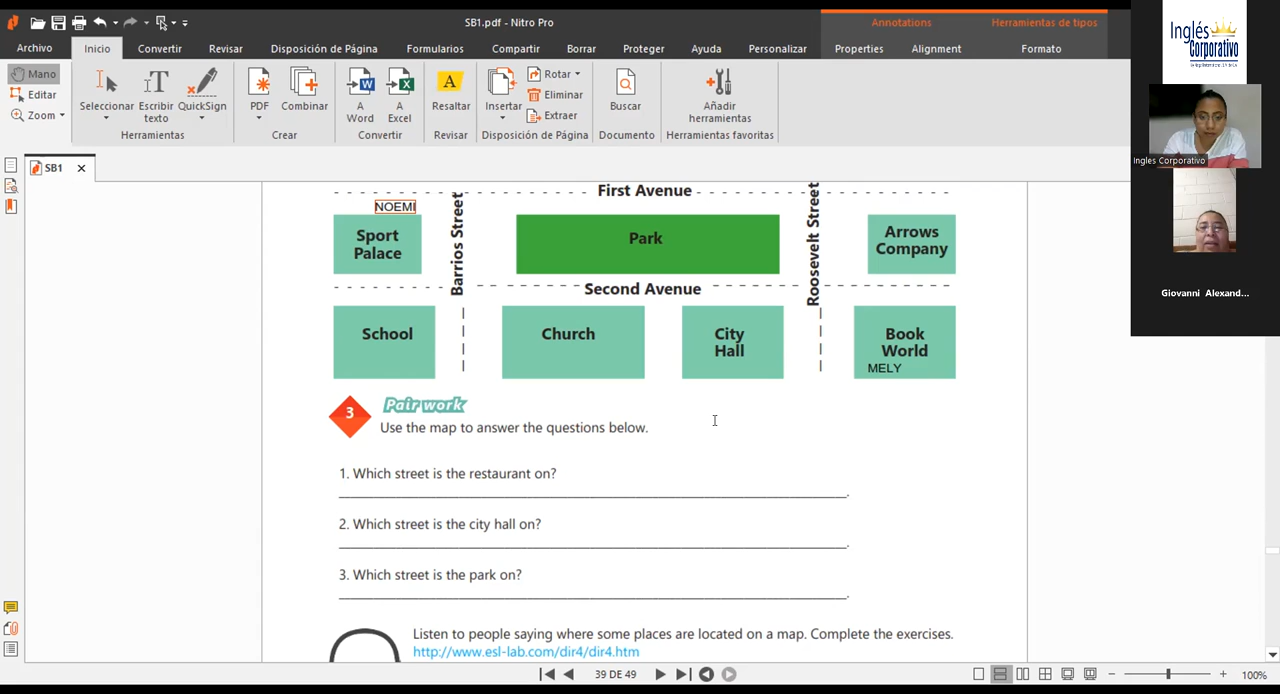 SB1.pdf - Nitro Pro
Annotations
Herramientas de tipos
Archivo
Inicio
Convertir
Revisar
Disposición de Página
Formularios
Compartir
Borrar
Proteger
Ayuda
Personalizar
Properties
Alignment
Formato
Mano
Editar
Zoom
Seleccionar
Escribir texto
QuickSign
Herramientas
PDF
Combinar
Crear
A Word
A Excel
Convertir
Resaltar
Revisar
Insertar
Rotar
Eliminar
Extraer
Disposición de Página
Buscar
Documento
Añadir herramientas
Herramientas favoritas
SB1
First Avenue
NOEMI
Sport Palace
Barrios Street
Park
Roosevelt Street
Arrows Company
Second Avenue
School
Church
City Hall
Book World
MELY
3
Pair work
Use the map to answer the questions below.
1. Which street is the restaurant on?
2. Which street is the city hall on?
3. Which street is the park on?
Listen to people saying where some places are located on a map. Complete the exercises.
http://www.esl-lab.com/dir4/dir4.htm
39 DE 49
100%
Inglés
Corporativo
Ingles Corporativo
Giovanni Alexand...